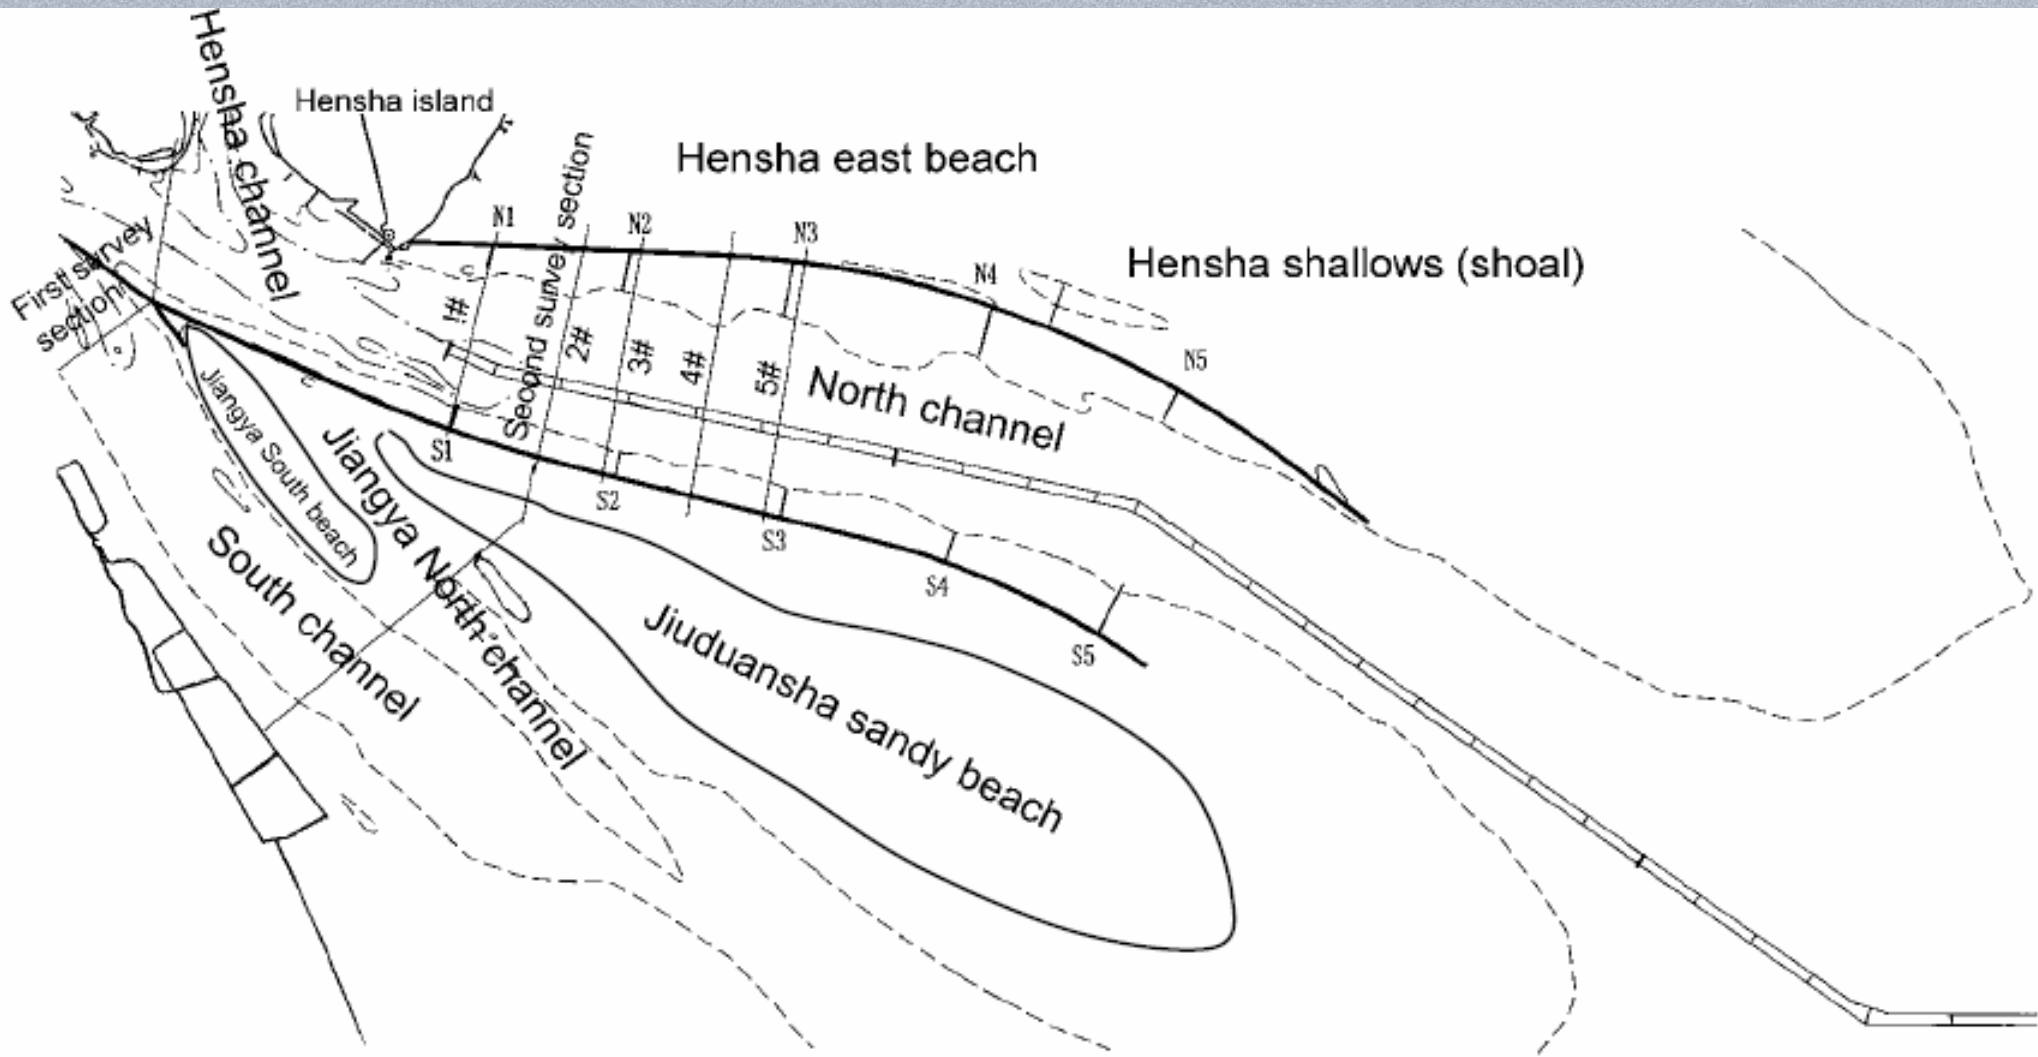 Hensha channel
Hensha island
Hensha east beach
Hensha shallows (shoal)
First survey
section
Second survey section
N1
N2
N3
N4
N5
1#
2#
3#
4#
5#
North channel
S1
S2
S3
S4
S5
Jiangya South beach
Jiangya North channel
South channel
Jiuduansha sandy beach